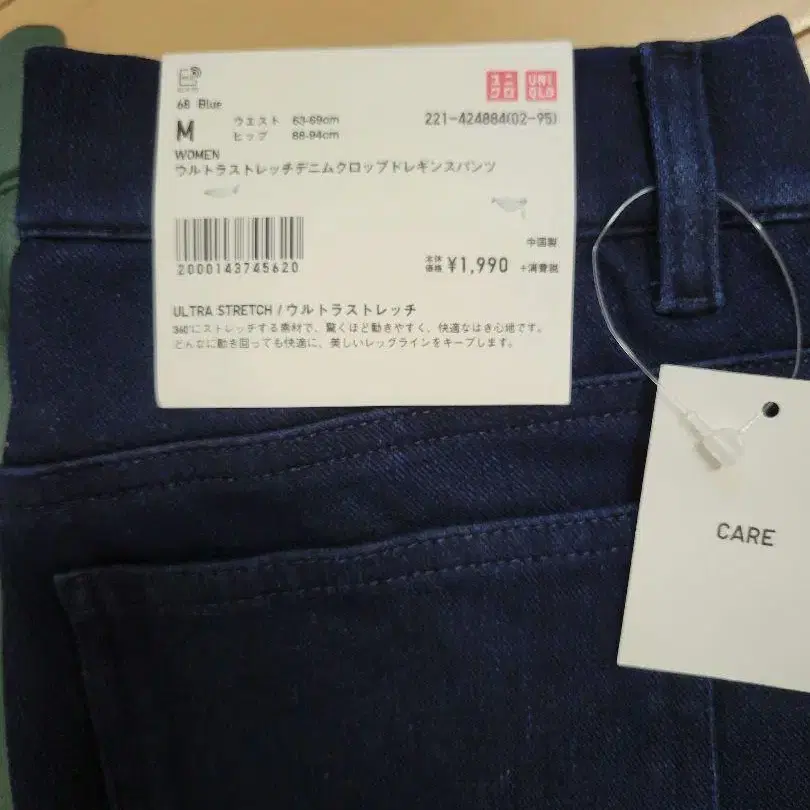 ユニクロ UNIQLO
68 Blue
M ウエスト 63-69cm
ヒップ 88-94cm
221-424884(02-95)
WOMEN
ウルトラストレッチデニムクロップドレギンスパンツ
中国製
2000143745620
本体価格 ¥1,990 +消費税
ULTRA STRETCH / ウルトラストレッチ
360°にストレッチする素材で、驚くほど動きやすく、快適なはき心地です。
どんなに動き回っても快適に、美しいレッグラインをキープします。
CARE